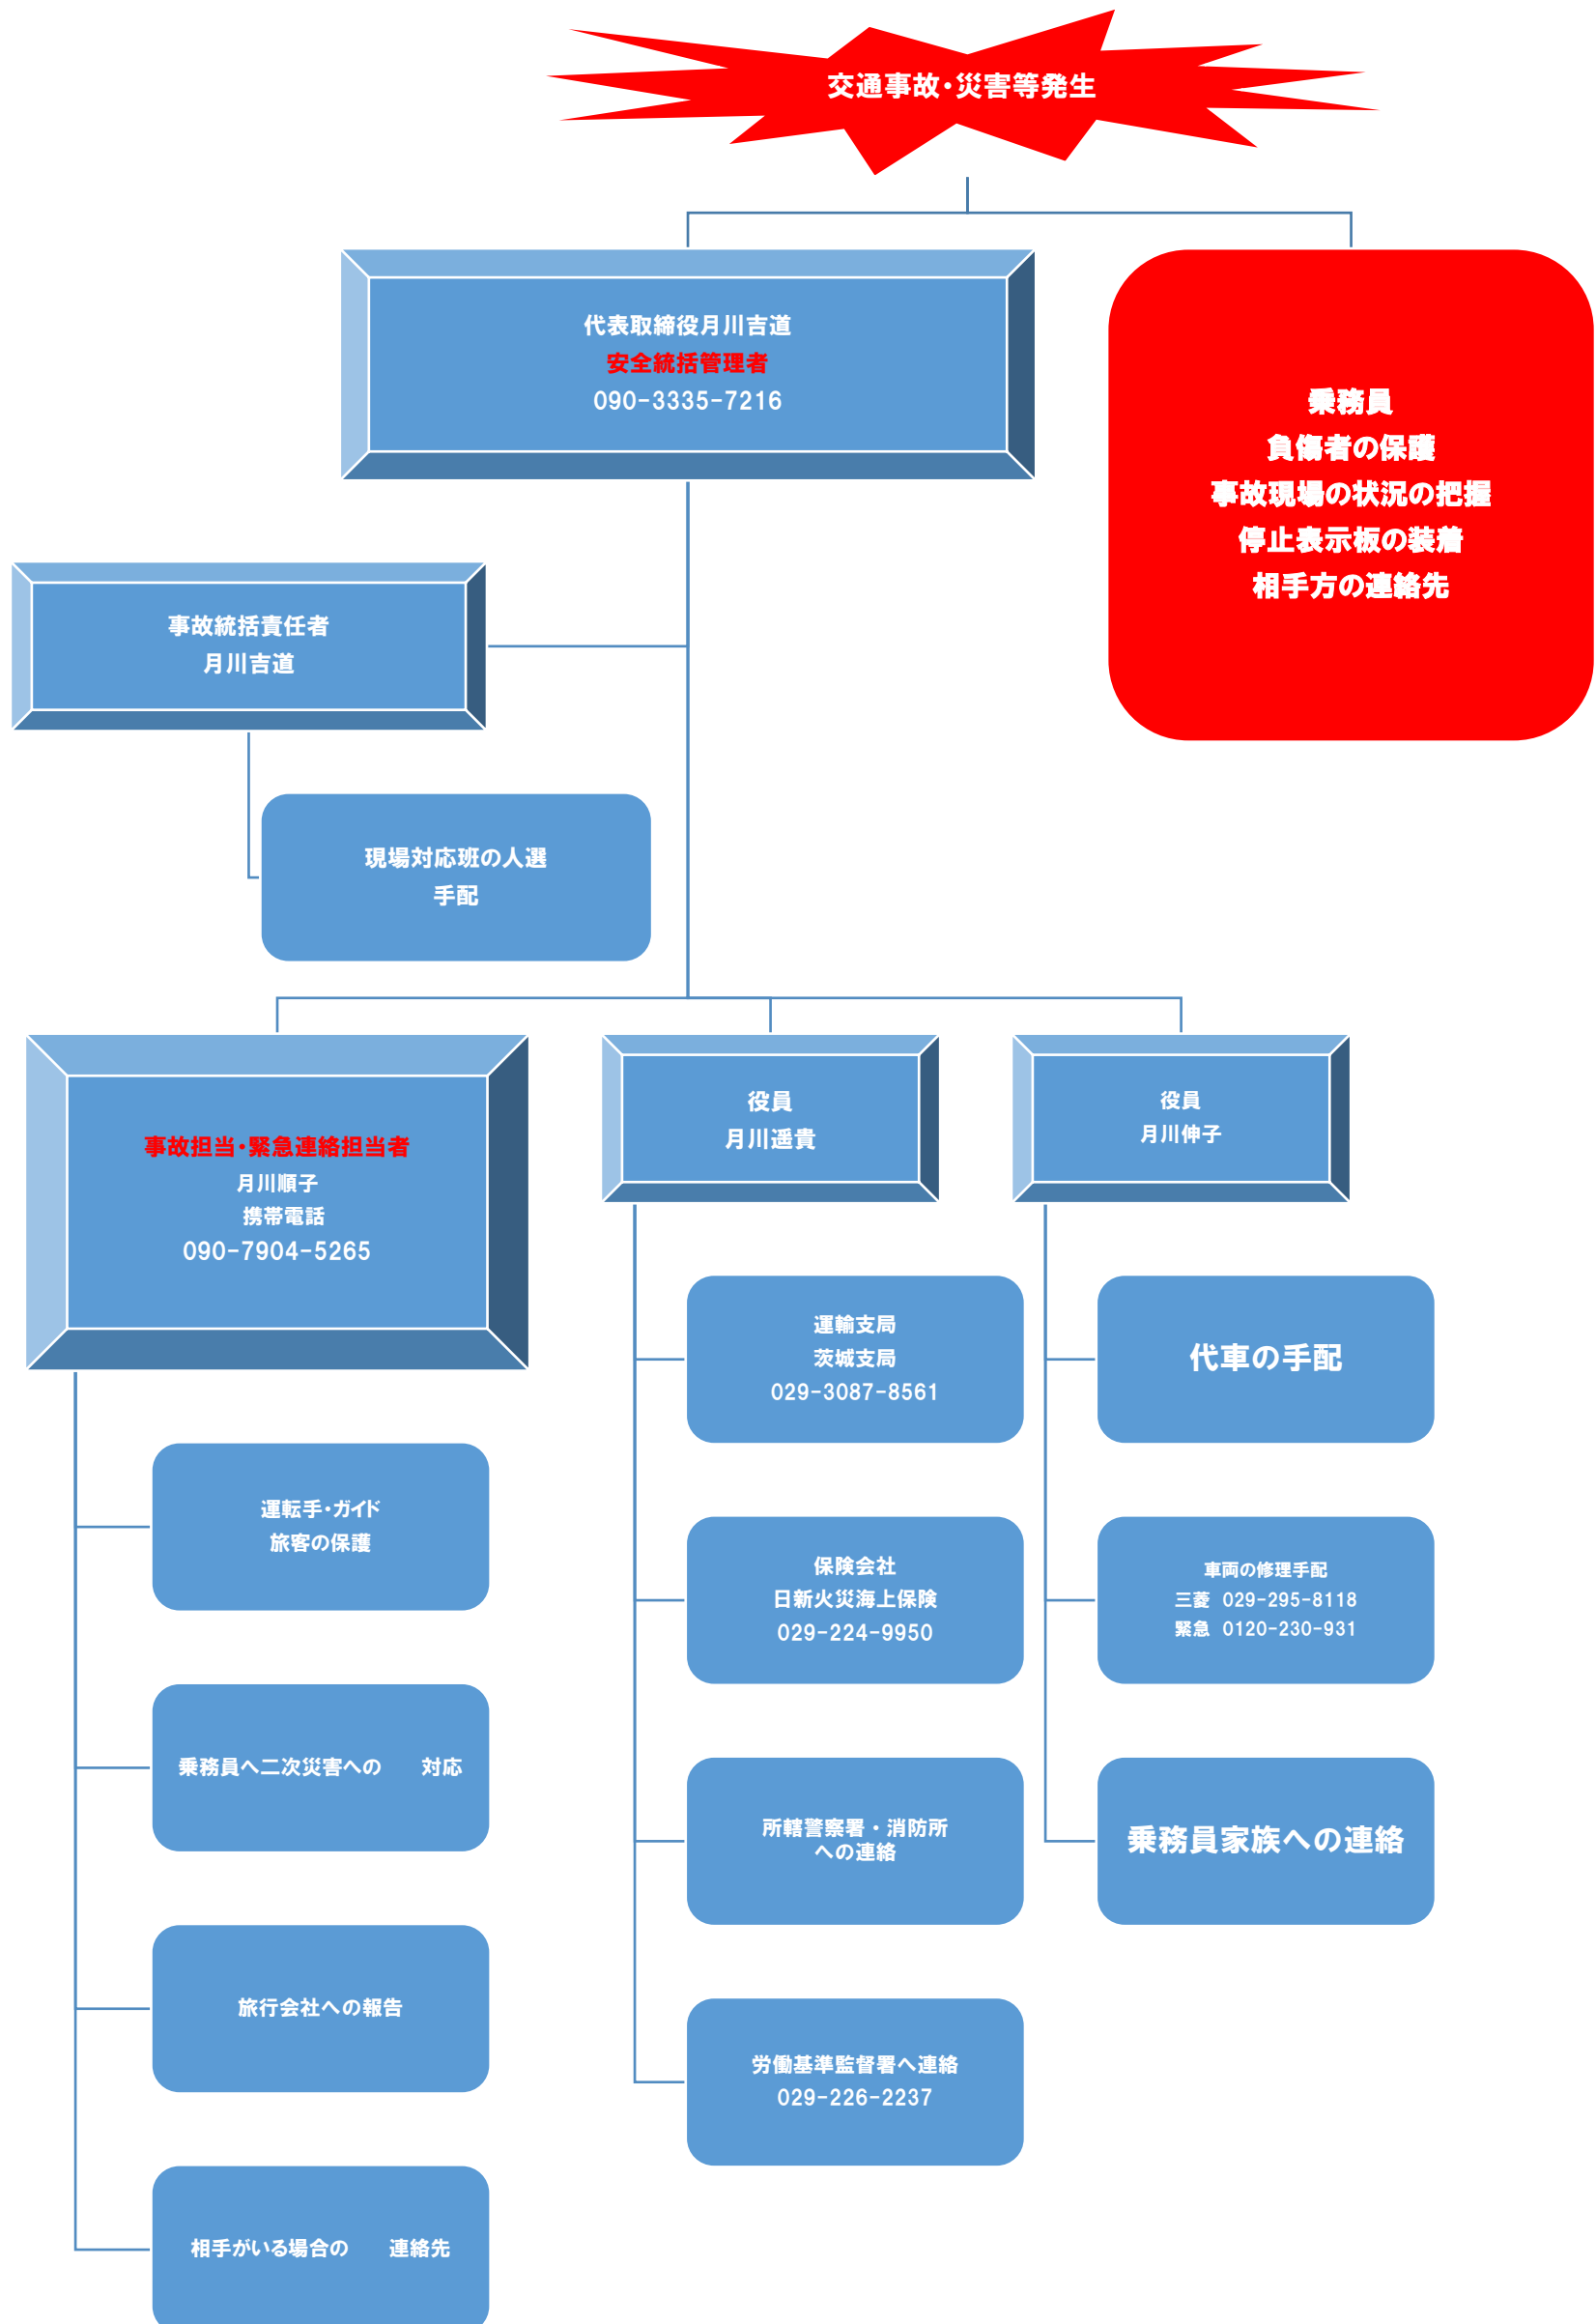 交通事故・災害等発生
代表取締役月川吉道
安全統括管理者
090-3335-7216
乗務員
負傷者の保護
事故現場の状況の把握
停止表示板の装着
相手方の連絡先
事故統括責任者
月川吉道
現場対応班の人選
手配
事故担当・緊急連絡担当者
月川順子
携帯電話
090-7904-5265
運転手・ガイド
旅客の保護
乗務員へ二次災害への　　対応
旅行会社への報告
相手がいる場合の　　連絡先
役員
月川遥貴
運輸支局
茨城支局
029-3087-8561
保険会社
日新火災海上保険
029-224-9950
所轄警察署・消防所
への連絡
労働基準監督署へ連絡
029-226-2237
役員
月川伸子
代車の手配
車両の修理手配
三菱　029-295-8118
緊急　0120-230-931
乗務員家族への連絡